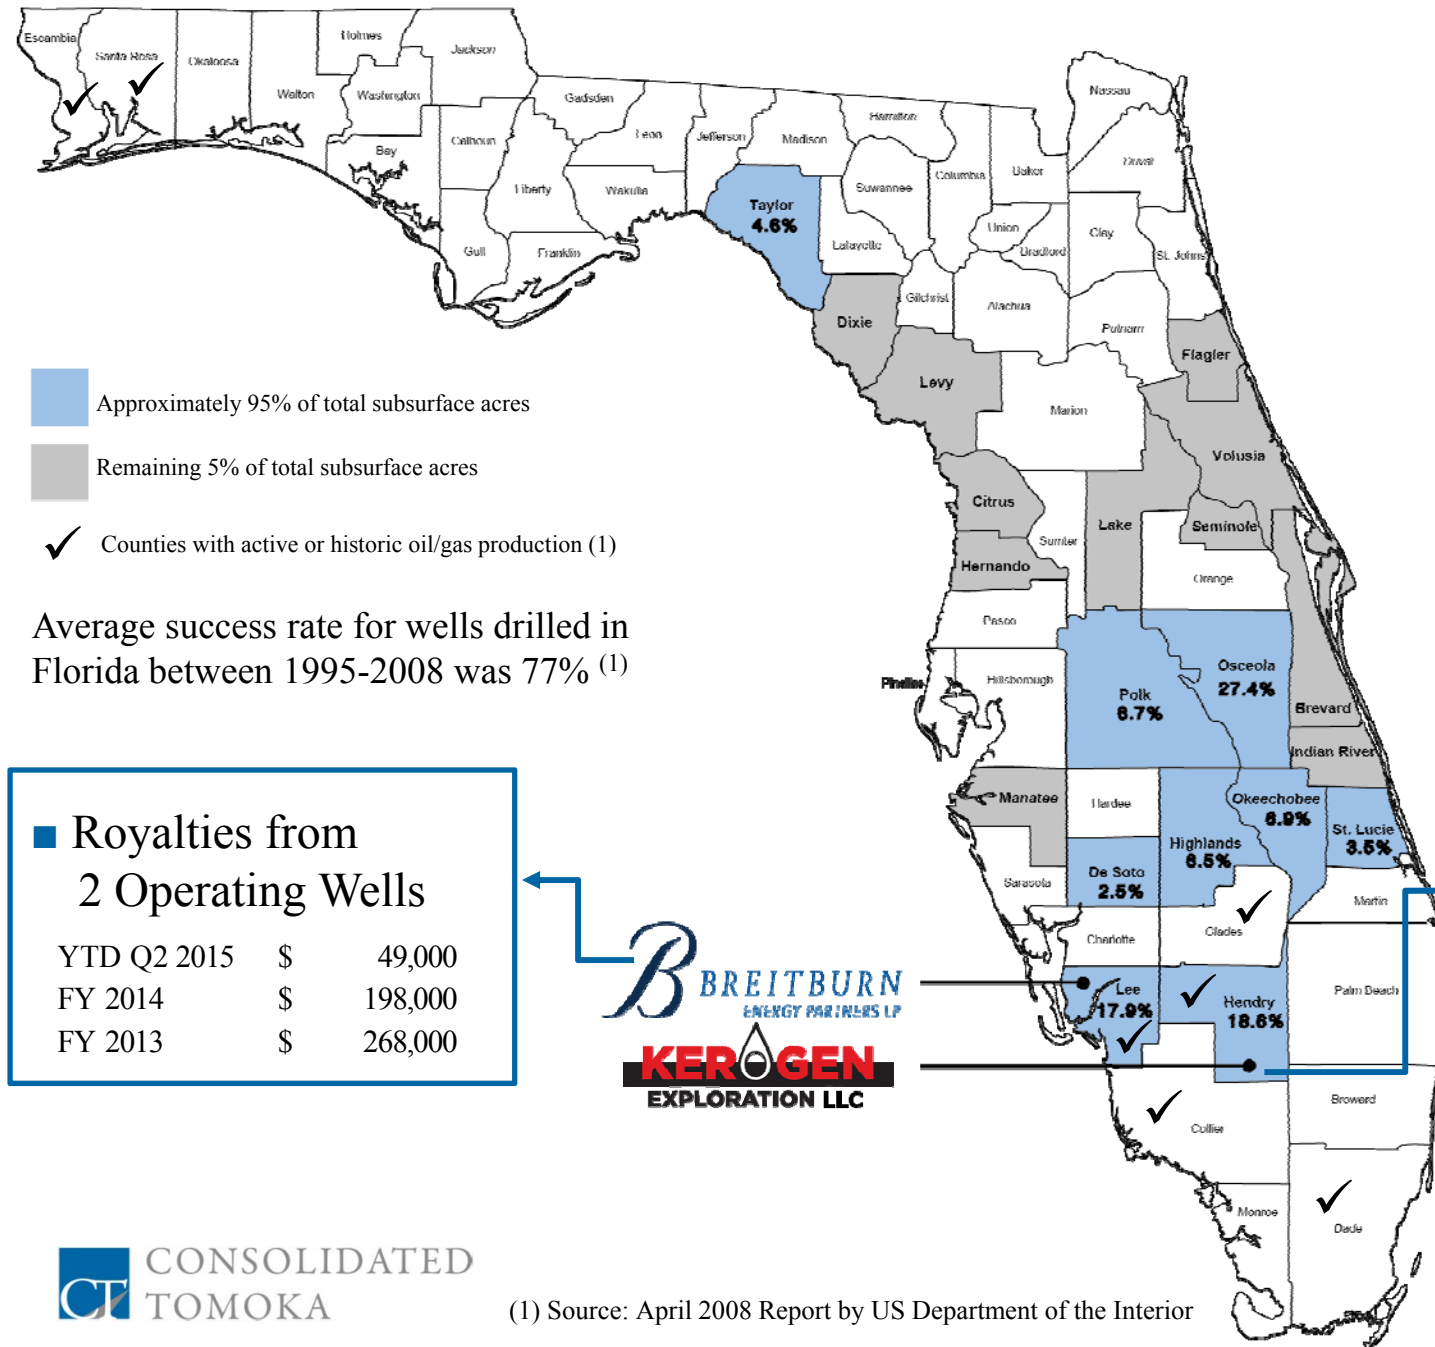 Escambia
Santa Rosa
Okaloosa
Walton
Holmes
Washington
Jackson
Bay
Calhoun
Gulf
Liberty
Gadsden
Franklin
Leon
Wakulla
Jefferson
Madison
Taylor
4.6%
Hamilton
Suwannee
Lafayette
Columbia
Baker
Union
Bradford
Nassau
Duval
Clay
St. Johns
Gilchrist
Alachua
Putnam
Dixie
Levy
Marion
Flagler
Volusia
Citrus
Sumter
Lake
Seminole
Hernando
Orange
Pasco
Pinellas
Hillsborough
Polk
Osceola
27.4%
Brevard
Indian River
Manatee
Hardee
Okeechobee
Highlands
St. Lucie
3.5%
De Soto
2.5%
Sarasota
Martin
Charlotte
Glades
Lee
17.9%
Hendry
18.6%
Palm Beach
Broward
Collier
Monroe
Dade
Approximately 95% of total subsurface acres
Remaining 5% of total subsurface acres
✓ Counties with active or historic oil/gas production (1)
Average success rate for wells drilled in
Florida between 1995-2008 was 77% (1)
■ Royalties from
2 Operating Wells
YTD Q2 2015 $ 49,000
FY 2014 $ 198,000
FY 2013 $ 268,000
B BREITBURN
ENERGY PARTNERS LP
KEROGEN
EXPLORATION LLC
CT CONSOLIDATED
TOMOKA
(1) Source: April 2008 Report by US Department of the Interior